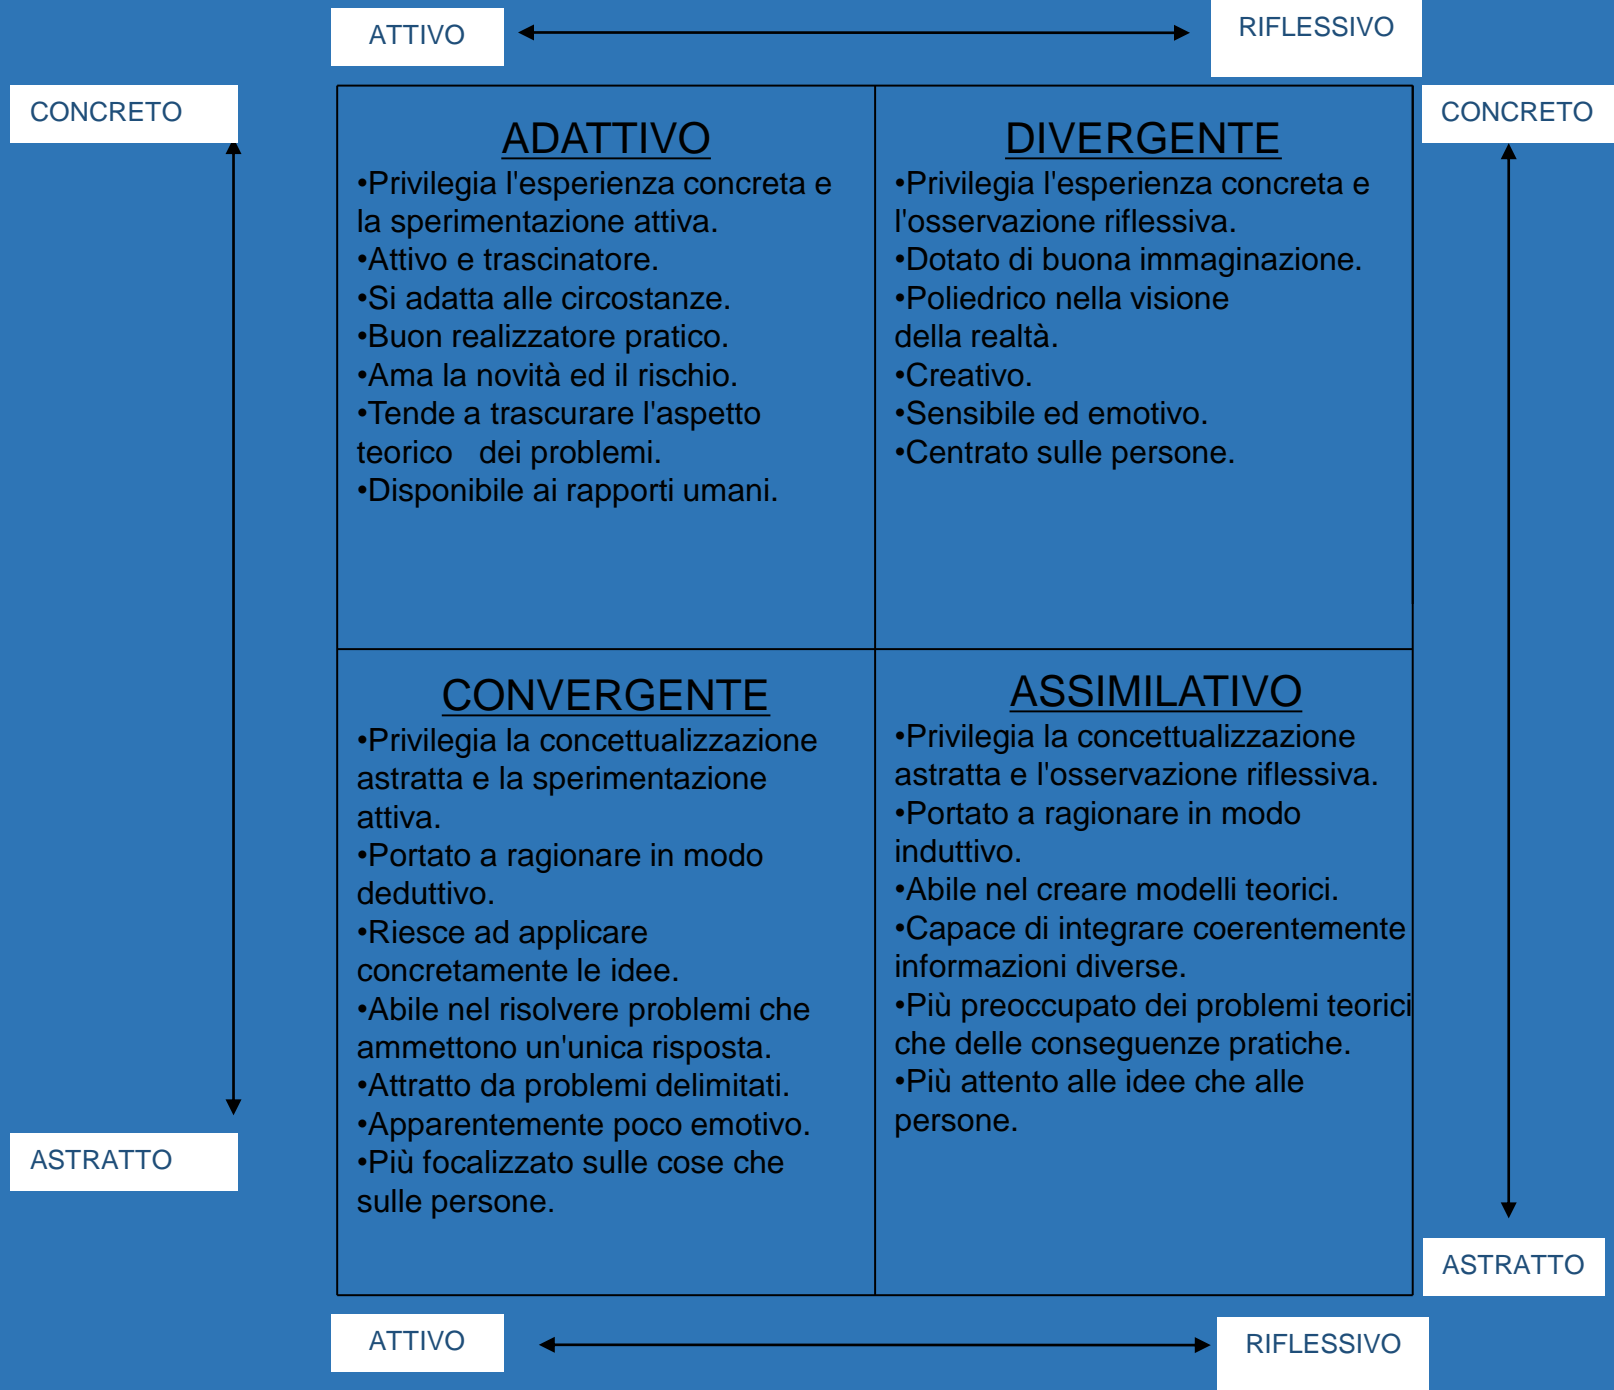 ATTIVO
RIFLESSIVO
CONCRETO
CONCRETO
ADATTIVO
•Privilegia l'esperienza concreta e
la sperimentazione attiva.
•Attivo e trascinatore.
•Si adatta alle circostanze.
•Buon realizzatore pratico.
•Ama la novità ed il rischio.
•Tende a trascurare l'aspetto
teorico   dei problemi.
•Disponibile ai rapporti umani.
DIVERGENTE
•Privilegia l'esperienza concreta e
l'osservazione riflessiva.
•Dotato di buona immaginazione.
•Poliedrico nella visione
della realtà.
•Creativo.
•Sensibile ed emotivo.
•Centrato sulle persone.
CONVERGENTE
•Privilegia la concettualizzazione
astratta e la sperimentazione
attiva.
•Portato a ragionare in modo
deduttivo.
•Riesce ad applicare
concretamente le idee.
•Abile nel risolvere problemi che
ammettono un'unica risposta.
•Attratto da problemi delimitati.
•Apparentemente poco emotivo.
•Più focalizzato sulle cose che
sulle persone.
ASSIMILATIVO
•Privilegia la concettualizzazione
astratta e l'osservazione riflessiva.
•Portato a ragionare in modo
induttivo.
•Abile nel creare modelli teorici.
•Capace di integrare coerentemente
informazioni diverse.
•Più preoccupato dei problemi teorici
che delle conseguenze pratiche.
•Più attento alle idee che alle
persone.
ASTRATTO
ASTRATTO
ATTIVO
RIFLESSIVO